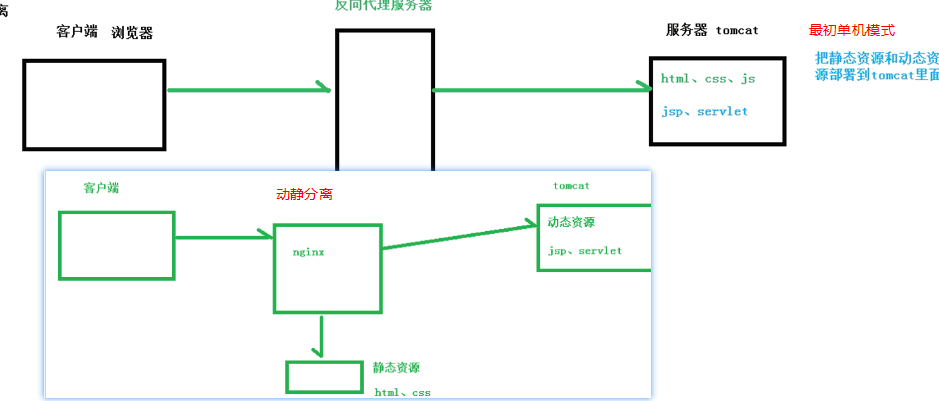 离
反向代理服务器
客户端 浏览器
服务器 tomcat
最初单机模式
把静态资源和动态资
源部署到tomcat里面
html、css、js
jsp、servlet
客户端
动静分离
tomcat
nginx
动态资源
jsp、servlet
静态资源
html、css